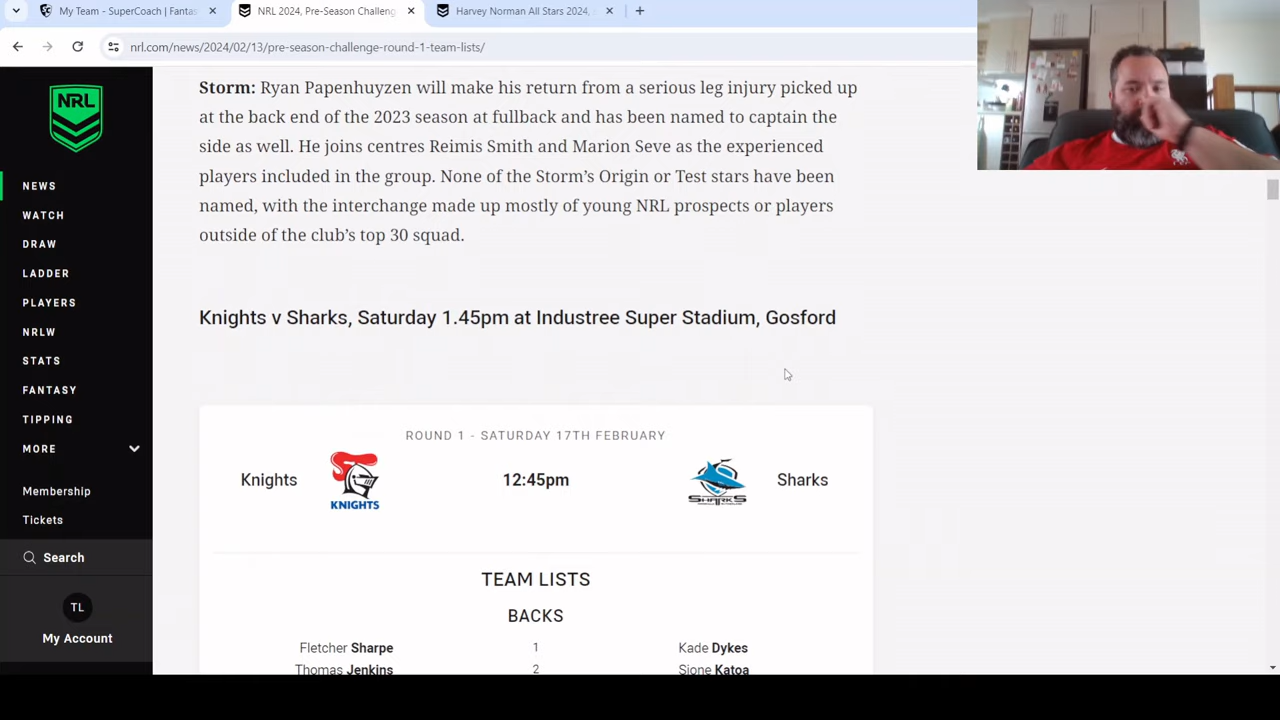 My Team - SuperCoach | Fantas
NRL 2024, Pre-Season Challeng
Harvey Norman All Stars 2024,
nrl.com/news/2024/02/13/pre-season-challenge-round-1-team-lists/
NRL
NEWS
WATCH
DRAW
LADDER
PLAYERS
NRLW
STATS
FANTASY
TIPPING
MORE
Membership
Tickets
Search
TL
My Account
Storm: Ryan Papenhuyzen will make his return from a serious leg injury picked up
at the backend of the 2023 season at fullback and has been named to captain the
side as well. He joins centres Reimis Smith and Marion Seve as the experienced
players included in the group. None of the Storm’s Origin or Test stars have been
named, with the interchange made up mostly of young NRL prospects or players
outside of the club’s top 30 squad.
Knights v Sharks, Saturday 1.45pm at Industree Super Stadium, Gosford
ROUND 1 - SATURDAY 17TH FEBRUARY
Knights KNIGHTS 12:45pm SHARKS Sharks
TEAM LISTS
BACKS
Fletcher Sharpe 1 Kade Dykes
Thomas Jenkins 2 Sione Katoa